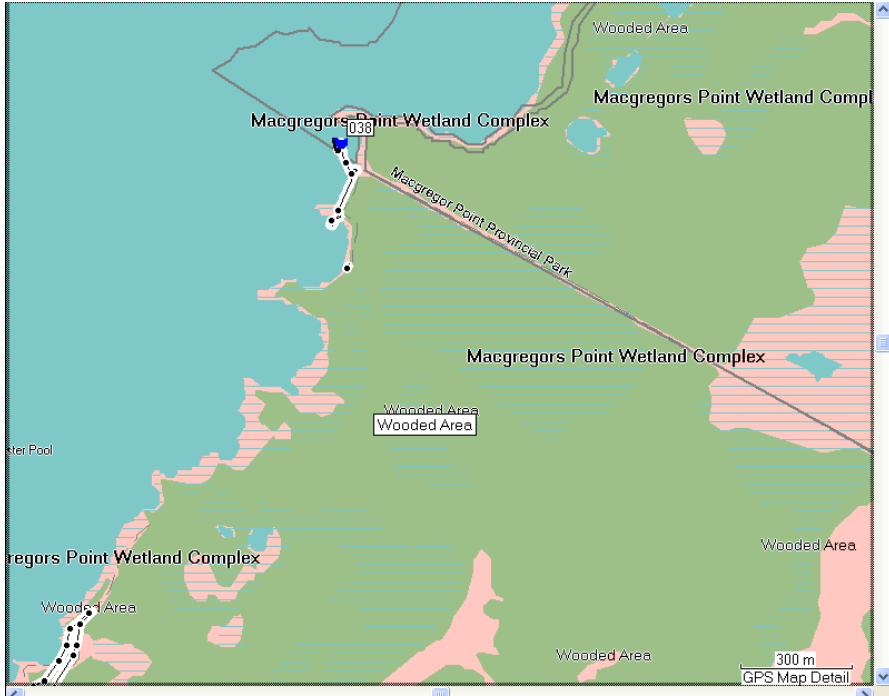 Wooded Area
Macgregors Point Wetland Compl
Macgregors Point Wetland Complex
038
Macgregor Point Provincial Park
Macgregors Point Wetland Complex
Wooded Area
Wooded Area
ster Pool
Wooded Area
regors Point Wetland Complex
Wooded Area
Wooded Area
300 m
GPS Map Detail